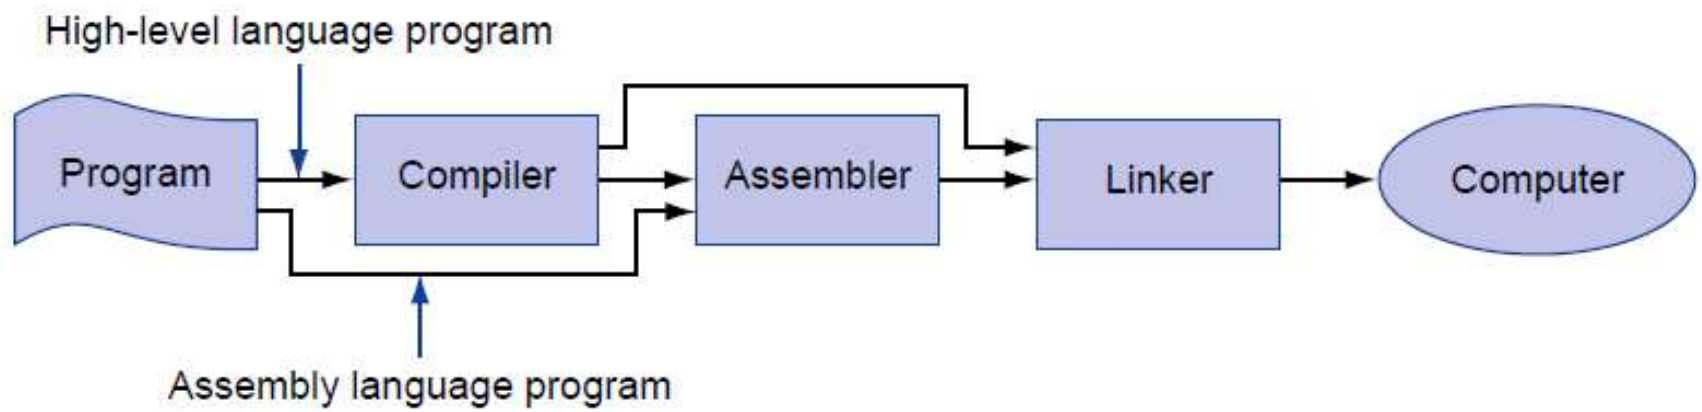 High-level language program
Program
Compiler
Assembler
Linker
Computer
Assembly language program